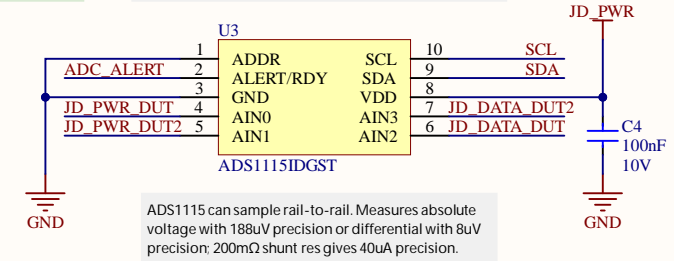 JD_PWR
U3
1 ADDR SCL 10 SCL
ADC_ALERT 2 ALERT/RDY SDA 9 SDA
3 GND VDD 8
JD_PWR_DUT 4 AIN0 AIN3 7 JD_DATA_DUT2
JD_PWR_DUT2 5 AIN1 AIN2 6 JD_DATA_DUT
ADS1115IDGST
C4
100nF
10V
GND
GND
ADS1115 can sample rail-to-rail. Measures absolute
voltage with 188uV precision or differential with 8uV
precision; 200mΩ shunt res gives 40uA precision.